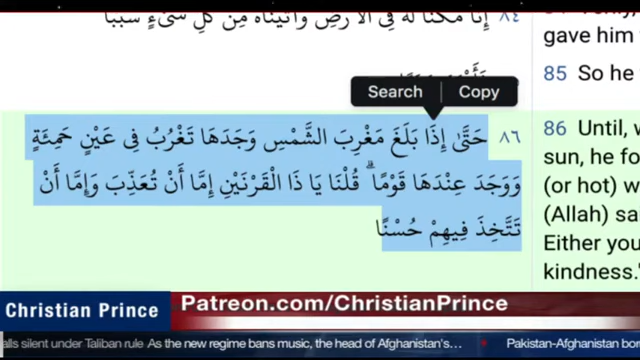 ٨٤ إِنَّا مَكَّنَّا لَهُ فِي الْأَرْضِ وَآتَيْنَاهُ مِنْ كُلِّ شَيْءٍ سَبَبًا
gave him
85 So he
Search Copy
٨٦ حَتَّىٰ إِذَا بَلَغَ مَغْرِبَ الشَّمْسِ وَجَدَهَا تَغْرُبُ فِي عَيْنٍ حَمِئَةٍ
وَوَجَدَ عِنْدَهَا قَوْمًا ۗ قُلْنَا يَا ذَا الْقَرْنَيْنِ إِمَّا أَنْ تُعَذِّبَ وَإِمَّا أَنْ
تَتَّخِذَ فِيهِمْ حُسْنًا
86 Until, w
sun, he fo
(or hot) w
(Allah) sa
Either you
kindness."
Christian Prince
Patreon.com/ChristianPrince
alls silent under Taliban rule As the new regime bans music, the head of Afghanistan's... Pakistan-Afghanistan bor